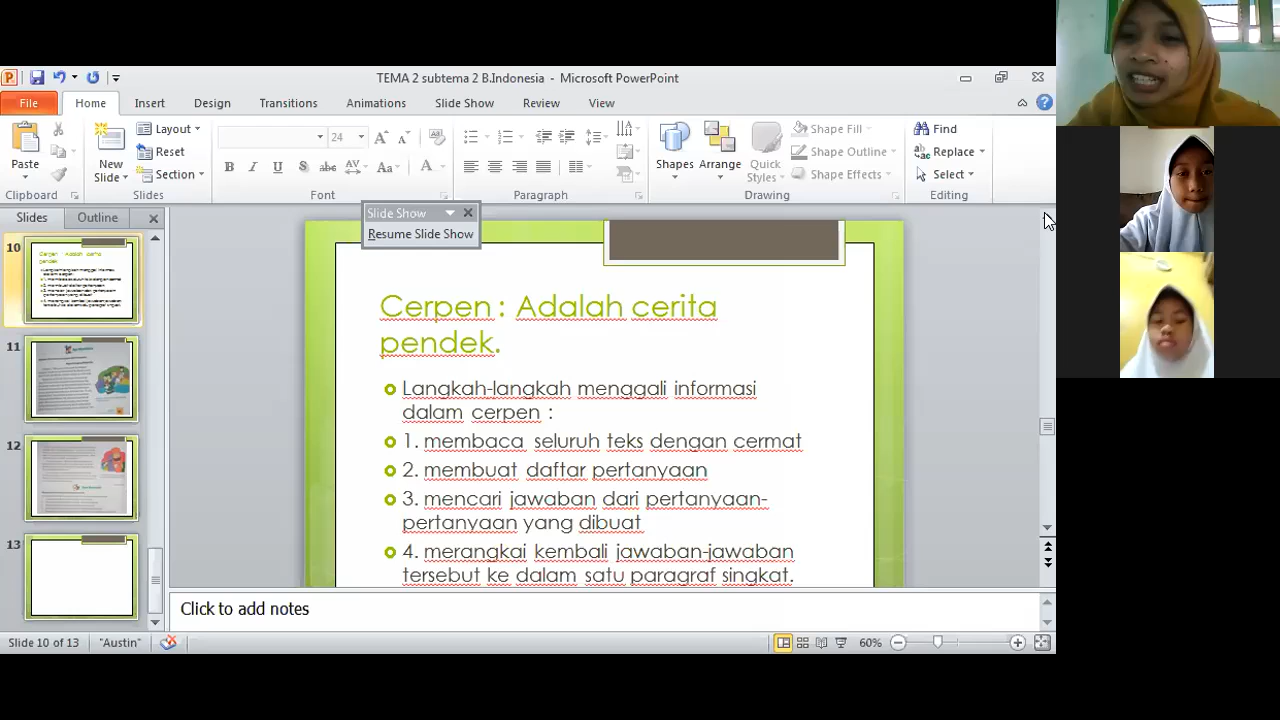 TEMA 2 subtema 2 B.Indonesia - Microsoft PowerPoint
File Home Insert Design Transitions Animations Slide Show Review View
Paste
Clipboard
New Slide
Layout
Reset
Section
Slides
24
Font
Paragraph
Shapes
Arrange
Quick Styles
Shape Fill
Shape Outline
Shape Effects
Drawing
Find
Replace
Select
Editing
Slides Outline
Slide Show
Resume Slide Show
10
11
12
13
Cerpen : Adalah cerita
pendek.
Langkah-langkah menggali informasi
dalam cerpen :
1. membaca seluruh teks dengan cermat
2. membuat daftar pertanyaan
3. mencari jawaban dari pertanyaan-
pertanyaan yang dibuat
4. merangkai kembali jawaban-jawaban
tersebut ke dalam satu paragraf singkat.
Click to add notes
Slide 10 of 13 "Austin" 60%